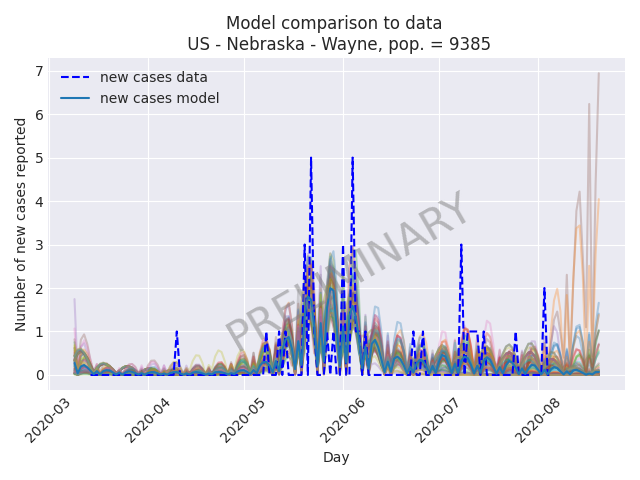 Model comparison to data
US - Nebraska - Wayne, pop. = 9385
new cases data
new cases model
PRELIMINARY
Number of new cases reported
7
6
5
4
3
2
1
0
2020-03
2020-04
2020-05
2020-06
2020-07
2020-08
Day